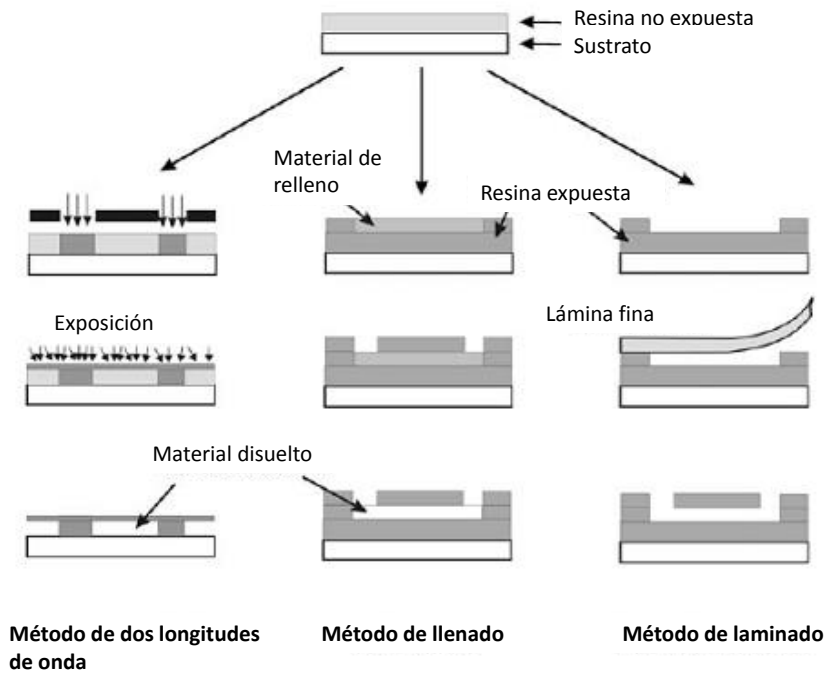 Resina no expuesta
Sustrato
Material de
relleno
Resina expuesta
Exposición
Lámina fina
Material disuelto
Método de dos longitudes
de onda
Método de llenado
Método de laminado